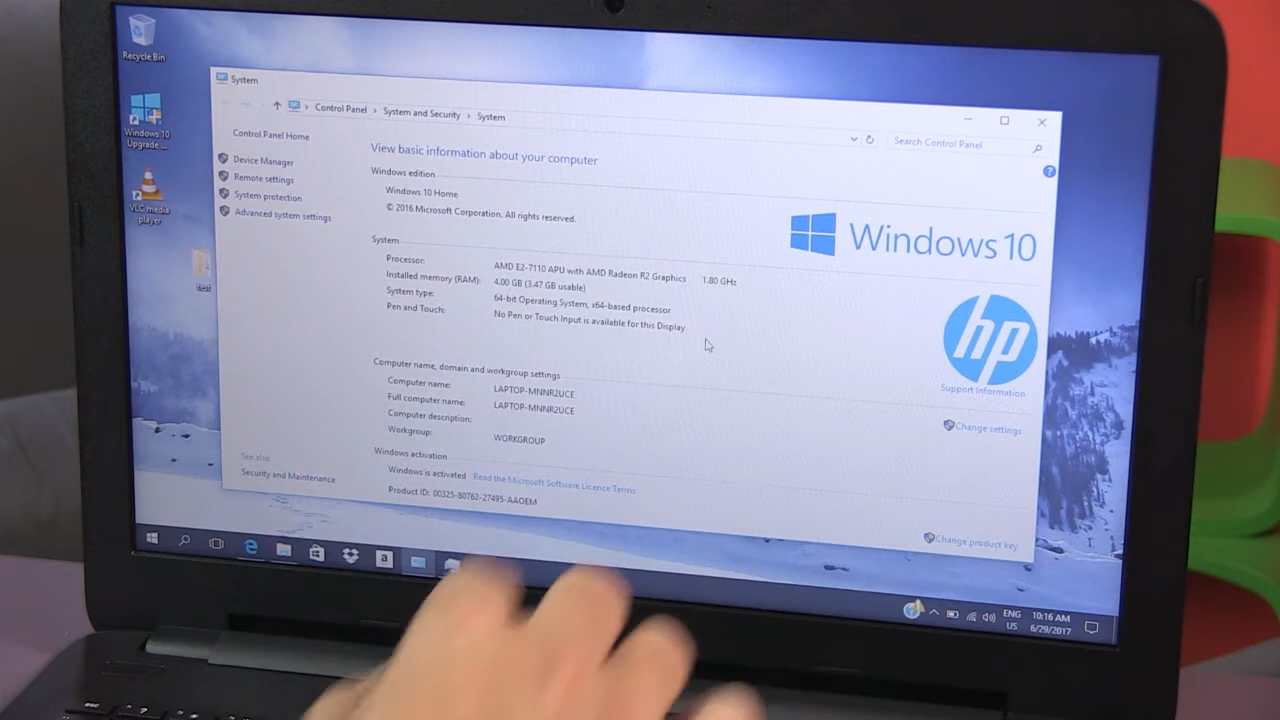 Recycle Bin
Windows 10
Upgrade ...
VLC media
player
test
System
Control Panel > System and Security > System
Search Control Panel
Control Panel Home
Device Manager
Remote settings
System protection
Advanced system settings
See also
Security and Maintenance
View basic information about your computer
Windows edition
Windows 10 Home
© 2016 Microsoft Corporation. All rights reserved.
Windows 10
System
Processor: AMD E2-7110 APU with AMD Radeon R2 Graphics 1.80 GHz
Installed memory (RAM): 4.00 GB (3.47 GB usable)
System type: 64-bit Operating System, x64-based processor
Pen and Touch: No Pen or Touch Input is available for this Display
hp
Support Information
Computer name, domain and workgroup settings
Computer name: LAPTOP-MNNR2UCE
Full computer name: LAPTOP-MNNR2UCE
Computer description:
Workgroup: WORKGROUP
Change settings
Windows activation
Windows is activated Read the Microsoft Software Licence Terms
Product ID: 00325-80762-27495-AAOEM
Change product key
a
ENG
US
10:16 AM
6/29/2017
esc